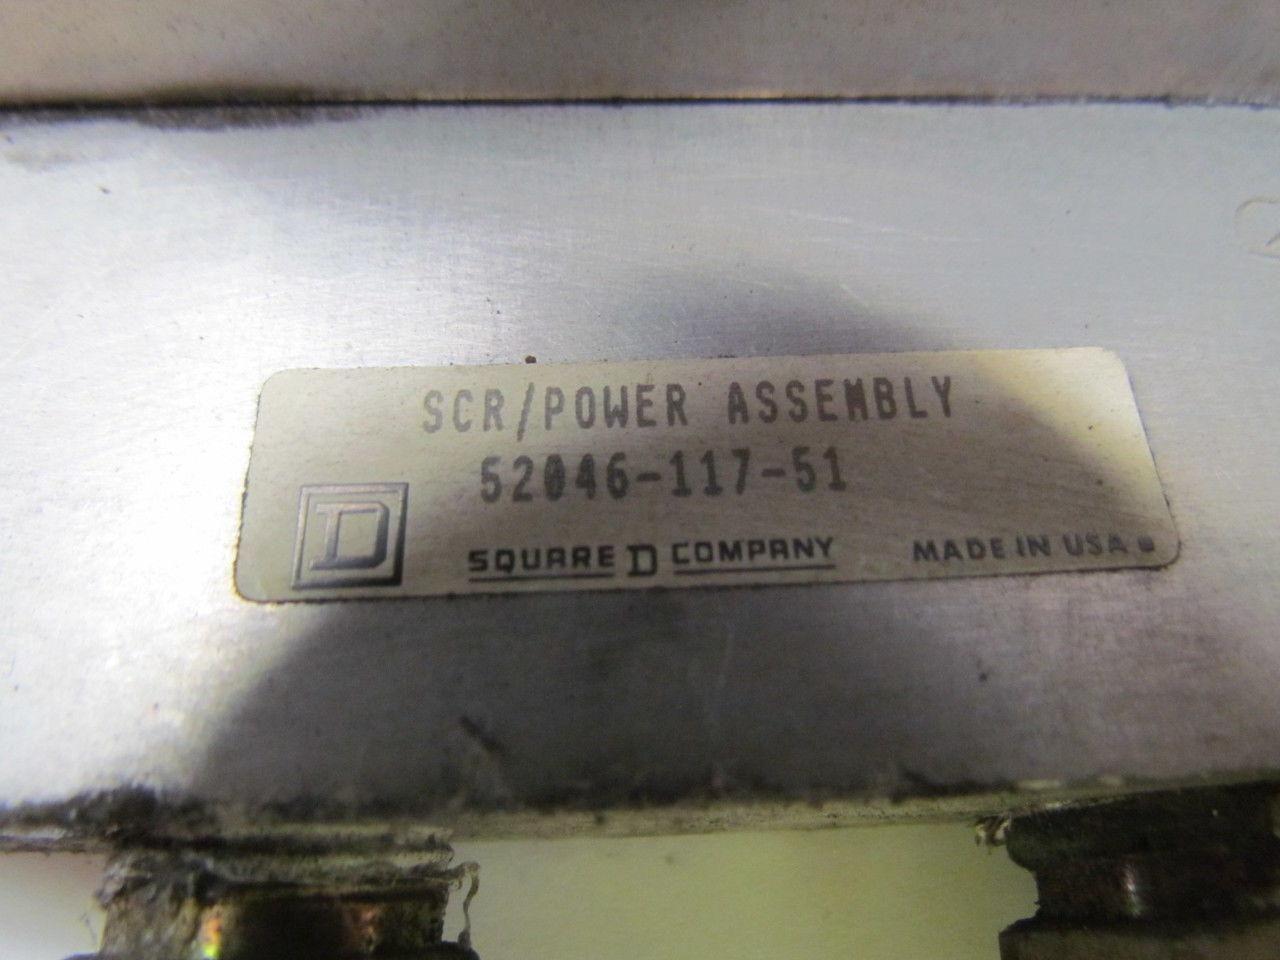 SCR/POWER ASSEMBLY
52046-117-51
D
SQUARE D COMPANY
MADE IN USA